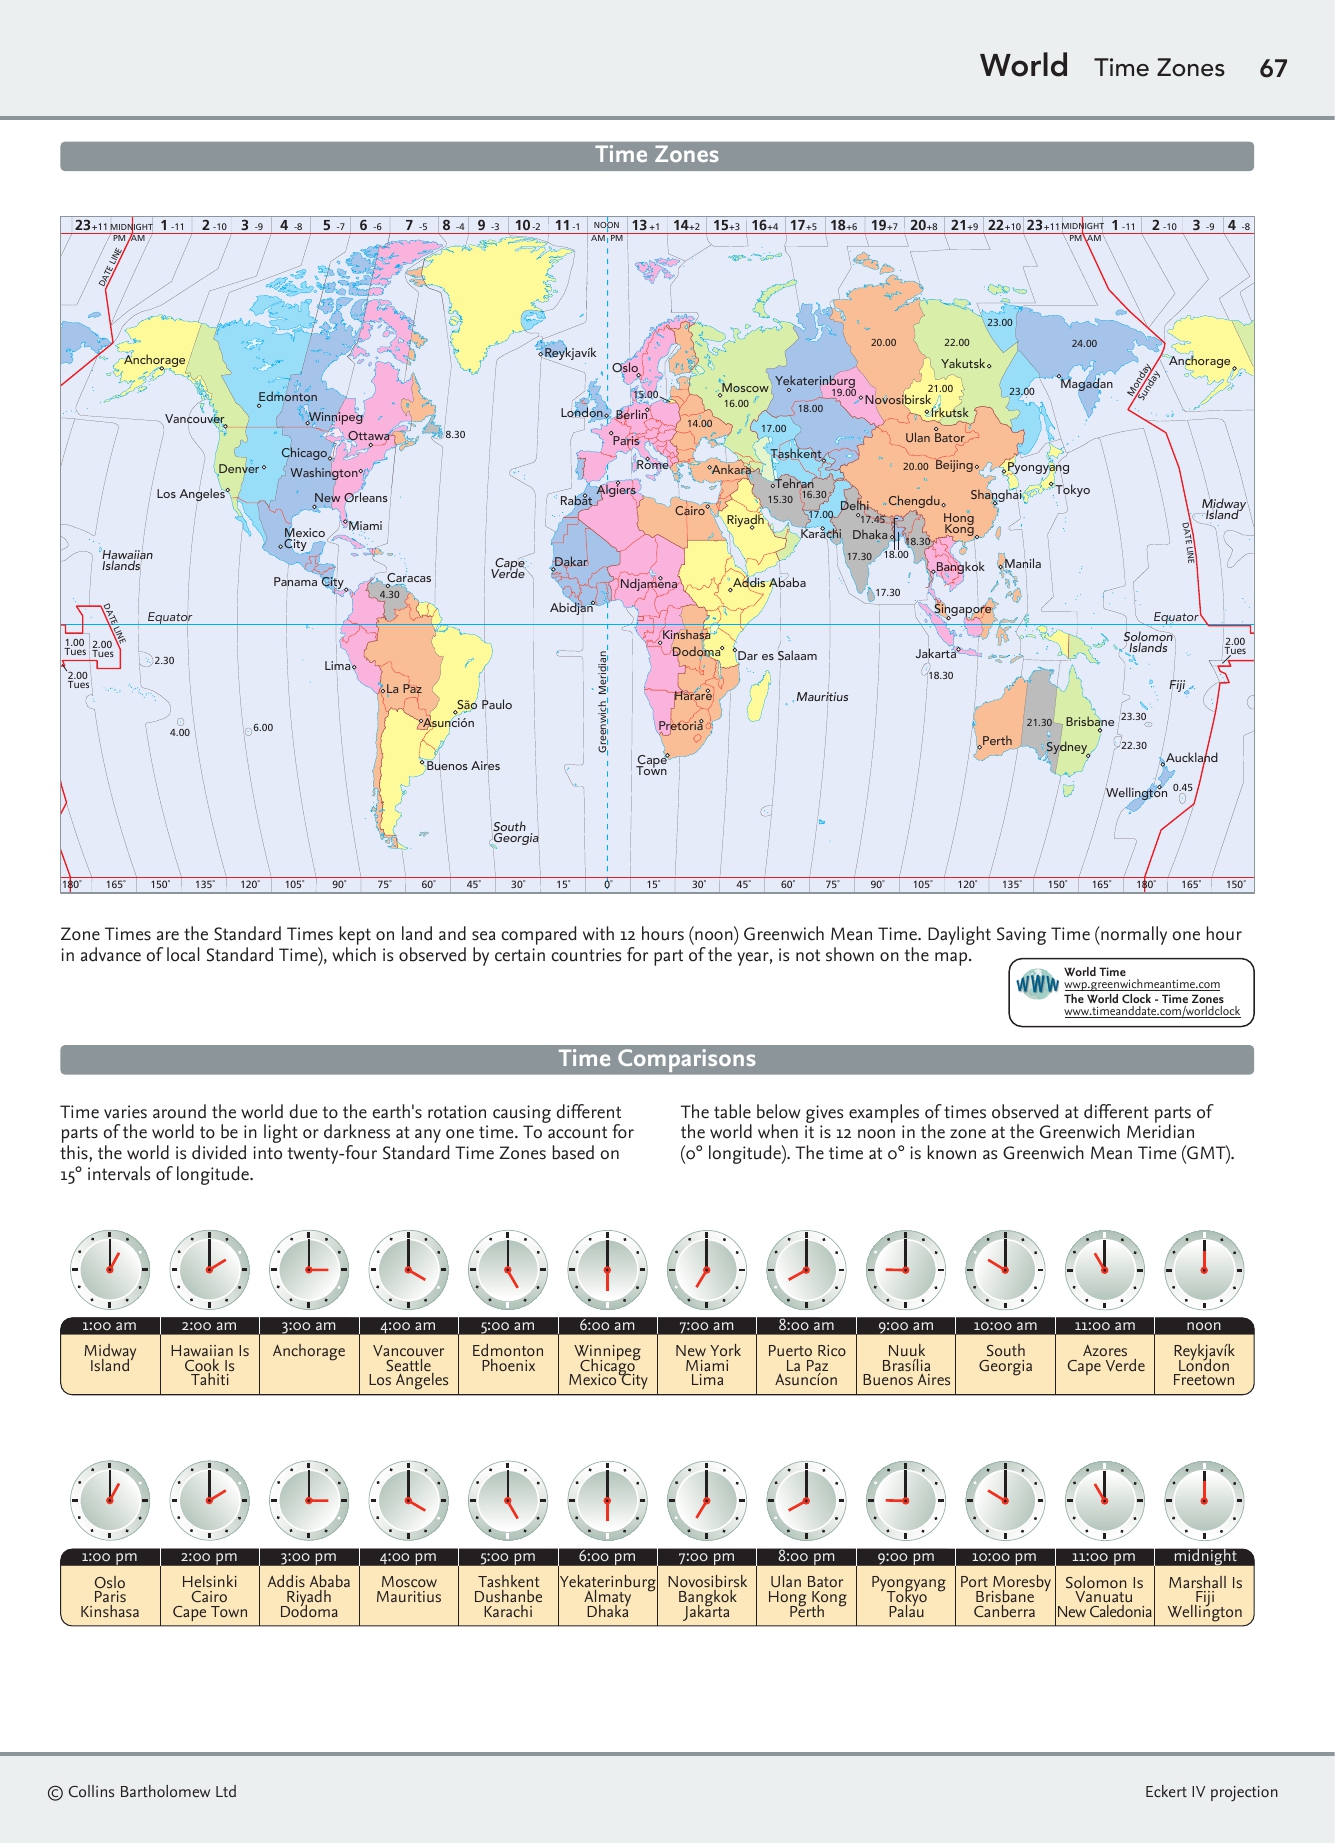 World Time Zones 67
Time Zones
23+11 MIDNIGHT 1 -11 2 -10 3 -9 4 -8 5 -7 6 -6 7 -5 8 -4 9 -3 10 -2 11 -1 NOON 13 +1 14+2 15+3 16+4 17+5 18+6 19+7 20+8 21+9 22+10 23+11 MIDNIGHT 1 -11 2 -10 3 -9 4 -8
PM AM AM PM PM AM
DATE LINE
Anchorage
Vancouver
Edmonton
Winnipeg
Ottawa
8.30
Chicago
Denver
Washington
Los Angeles
New Orleans
Mexico
City
Miami
Hawaiian
Islands
Panama City
Caracas
4.30
Equator
DATE LINE
1.00
Tues
2.00
Tues
2.00
Tues
2.30
4.00
6.00
Lima
La Paz
São Paulo
Asunción
Buenos Aires
South
Georgia
Reykjavík
Oslo
15.00
London
Berlin
Paris
Rome
14.00
Moscow
16.00
Yekaterinburg
19.00
Novosibirsk
18.00
17.00
20.00
22.00
Yakutsk
21.00
Irkutsk
23.00
23.00
24.00
Magadan
Monday
Sunday
Anchorage
Ulan Bator
Tashkent
Ankara
Algiers
Rabat
Tehran
15.30
16.30
20.00
Beijing
Pyongyang
Tokyo
Shanghai
Cairo
Riyadh
17.00
Karachi
Delhi
17.45
Chengdu
Dhaka
18.30
Hong
Kong
17.30
18.00
Bangkok
Manila
17.30
Midway
Island
DATE LINE
Cape
Verde
Dakar
Abidjan
Ndjamena
Addis Ababa
Singapore
Equator
Kinshasa
Dodoma
Dar es Salaam
Jakarta
18.30
Solomon
Islands
2.00
Tues
Fiji
Greenwich Meridian
Harare
Mauritius
Pretoria
Cape
Town
Perth
21.30
Brisbane
23.30
Sydney
22.30
Auckland
Wellington
0.45
180° 165° 150° 135° 120° 105° 90° 75° 60° 45° 30° 15° 0° 15° 30° 45° 60° 75° 90° 105° 120° 135° 150° 165° 180° 165° 150°
Zone Times are the Standard Times kept on land and sea compared with 12 hours (noon) Greenwich Mean Time. Daylight Saving Time (normally one hour
in advance of local Standard Time), which is observed by certain countries for part of the year, is not shown on the map.
WWW
World Time
wwp.greenwichmeantime.com
The World Clock - Time Zones
www.timeanddate.com/worldclock
Time Comparisons
Time varies around the world due to the earth's rotation causing different
parts of the world to be in light or darkness at any one time. To account for
this, the world is divided into twenty-four Standard Time Zones based on
15° intervals of longitude.
The table below gives examples of times observed at different parts of
the world when it is 12 noon in the zone at the Greenwich Meridian
(0° longitude). The time at 0° is known as Greenwich Mean Time (GMT).
1:00 am 2:00 am 3:00 am 4:00 am 5:00 am 6:00 am 7:00 am 8:00 am 9:00 am 10:00 am 11:00 am noon
Midway Hawaiian Is Anchorage Vancouver Edmonton Winnipeg New York Puerto Rico Nuuk South Azores Reykjavík
Island Cook Is Seattle Phoenix Chicago Miami La Paz Brasília Georgia Cape Verde London
Tahiti Los Angeles Mexico City Lima Asuncíon Buenos Aires Freetown
1:00 pm 2:00 pm 3:00 pm 4:00 pm 5:00 pm 6:00 pm 7:00 pm 8:00 pm 9:00 pm 10:00 pm 11:00 pm midnight
Oslo Helsinki Addis Ababa Moscow Tashkent Yekaterinburg Novosibirsk Ulan Bator Pyongyang Port Moresby Solomon Is Marshall Is
Paris Cairo Riyadh Mauritius Dushanbe Almaty Bangkok Hong Kong Tokyo Brisbane Vanuatu Fiji
Kinshasa Cape Town Dodoma Karachi Dhaka Jakarta Perth Palau Canberra New Caledonia Wellington
© Collins Bartholomew Ltd
Eckert IV projection